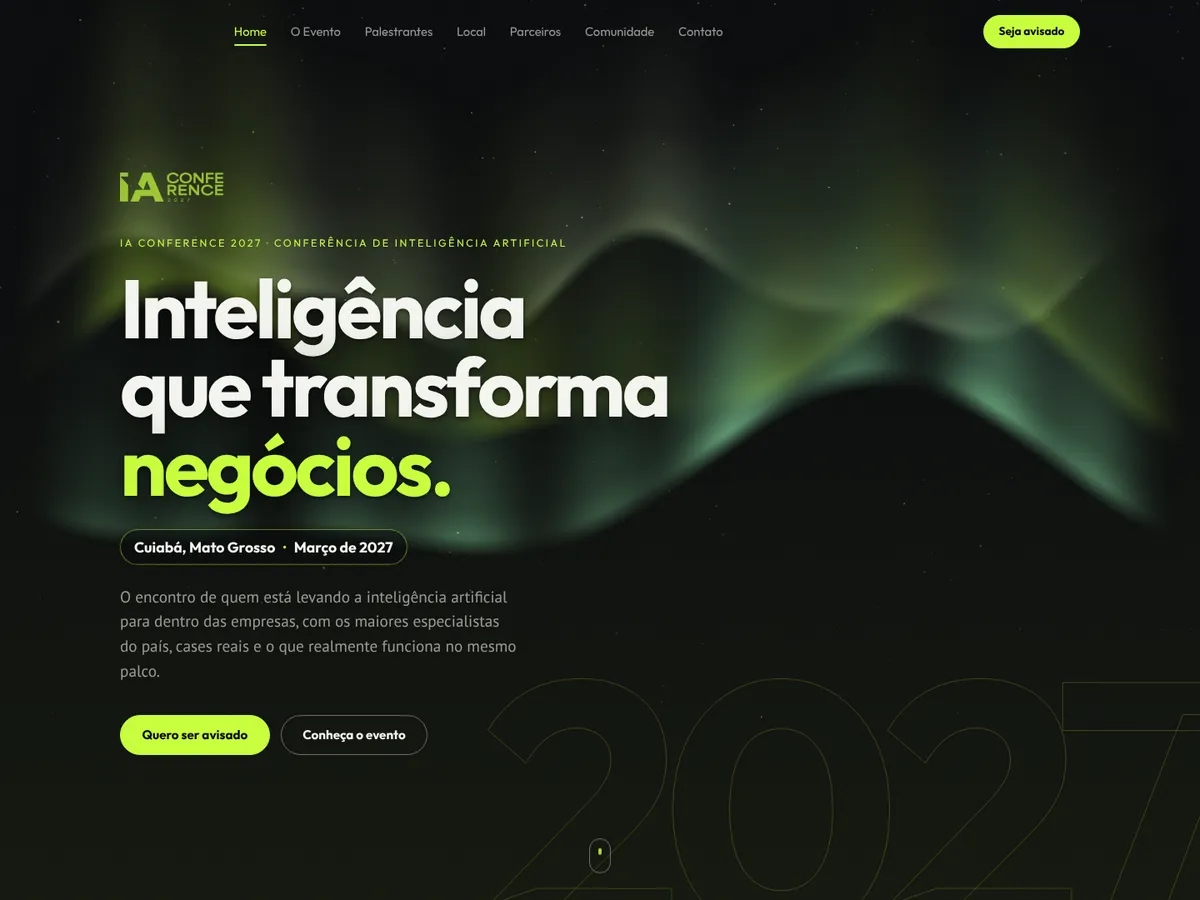 Home O Evento Palestrantes Local Parceiros Comunidade Contato Seja avisado
iA CONFE
RENCE
2027
IA CONFERENCE 2027 · CONFERÊNCIA DE INTELIGÊNCIA ARTIFICIAL
Inteligência
que transforma
negócios.
Cuiabá, Mato Grosso · Março de 2027
O encontro de quem está levando a inteligência artificial
para dentro das empresas, com os maiores especialistas
do país, cases reais e o que realmente funciona no mesmo
palco.
Quero ser avisado Conheça o evento
2027